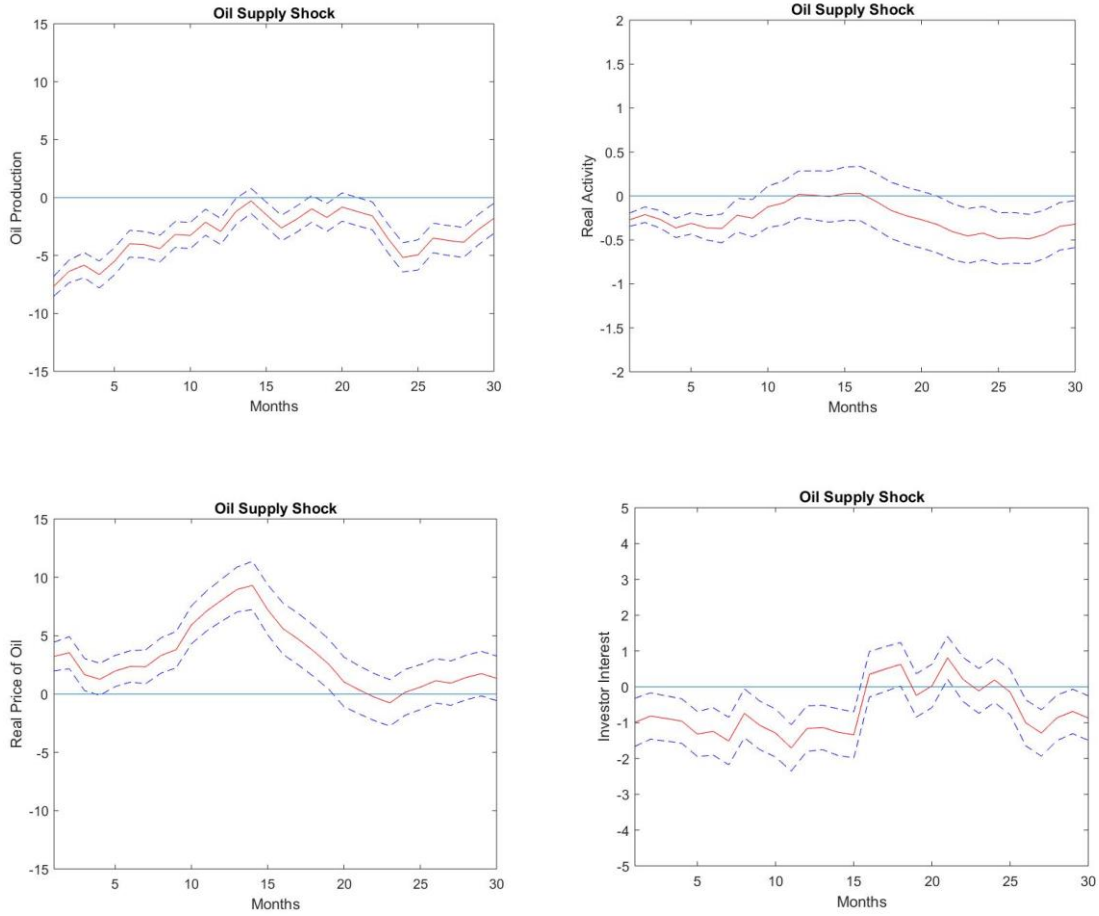 Oil Supply Shock
15
10
5
0
-5
-10
-15
Oil Production
5 10 15 20 25 30
Months
Oil Supply Shock
2
1.5
1
0.5
0
-0.5
-1
-1.5
-2
Real Activity
5 10 15 20 25 30
Months
Oil Supply Shock
15
10
5
0
-5
-10
-15
Real Price of Oil
5 10 15 20 25 30
Months
Oil Supply Shock
5
4
3
2
1
0
-1
-2
-3
-4
-5
Investor Interest
5 10 15 20 25 30
Months